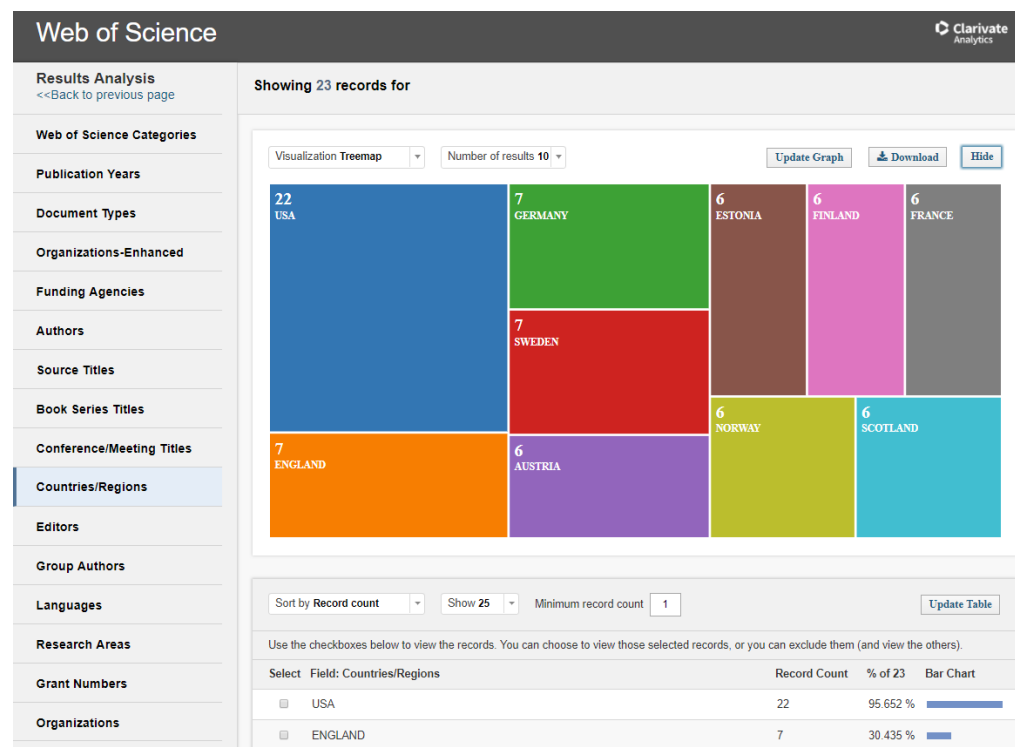 Web of Science
Clarivate
Analytics
Results Analysis
<<Back to previous page
Showing 23 records for
Web of Science Categories
Publication Years
Document Types
Organizations-Enhanced
Funding Agencies
Authors
Source Titles
Book Series Titles
Conference/Meeting Titles
Countries/Regions
Editors
Group Authors
Languages
Research Areas
Grant Numbers
Organizations
Visualization Treemap
Number of results 10
Update Graph
Download
Hide
22
USA
7
GERMANY
6
ESTONIA
6
FINLAND
6
FRANCE
7
SWEDEN
6
NORWAY
6
SCOTLAND
7
ENGLAND
6
AUSTRIA
Sort by Record count
Show 25
Minimum record count 1
Update Table
Use the checkboxes below to view the records. You can choose to view those selected records, or you can exclude them (and view the others).
Select Field: Countries/Regions Record Count % of 23 Bar Chart
USA 22 95.652 %
ENGLAND 7 30.435 %